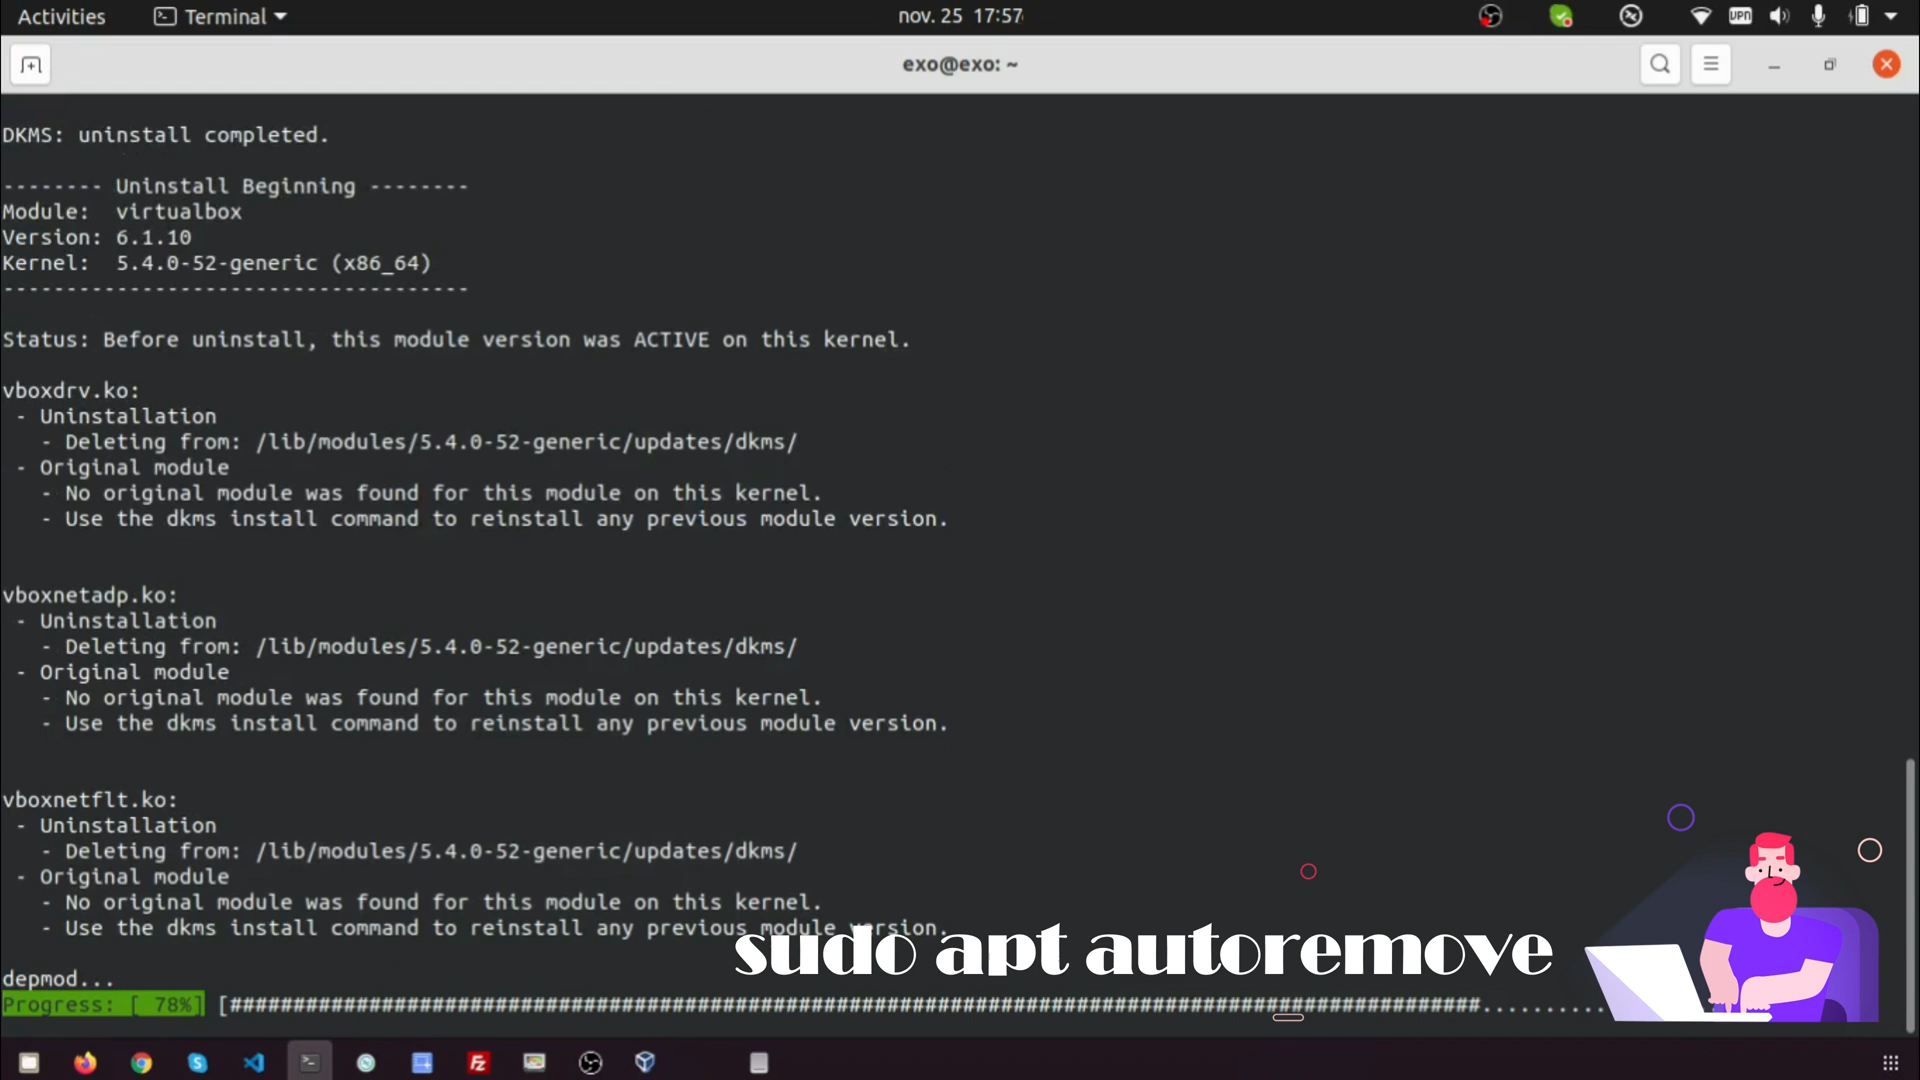 Activities
Terminal
nov. 25 17:57
VPN
exo@exo: ~
DKMS: uninstall completed.
-------- Uninstall Beginning --------
Module:  virtualbox
Version: 6.1.10
Kernel:  5.4.0-52-generic (x86_64)
-------------------------------------
Status: Before uninstall, this module version was ACTIVE on this kernel.
vboxdrv.ko:
 - Uninstallation
   - Deleting from: /lib/modules/5.4.0-52-generic/updates/dkms/
 - Original module
   - No original module was found for this module on this kernel.
   - Use the dkms install command to reinstall any previous module version.
vboxnetadp.ko:
 - Uninstallation
   - Deleting from: /lib/modules/5.4.0-52-generic/updates/dkms/
 - Original module
   - No original module was found for this module on this kernel.
   - Use the dkms install command to reinstall any previous module version.
vboxnetflt.ko:
 - Uninstallation
   - Deleting from: /lib/modules/5.4.0-52-generic/updates/dkms/
 - Original module
   - No original module was found for this module on this kernel.
   - Use the dkms install command to reinstall any previous module version.
sudo apt autoremove
depmod...
Progress: [ 78%] [###################################################################################################..........
Fz